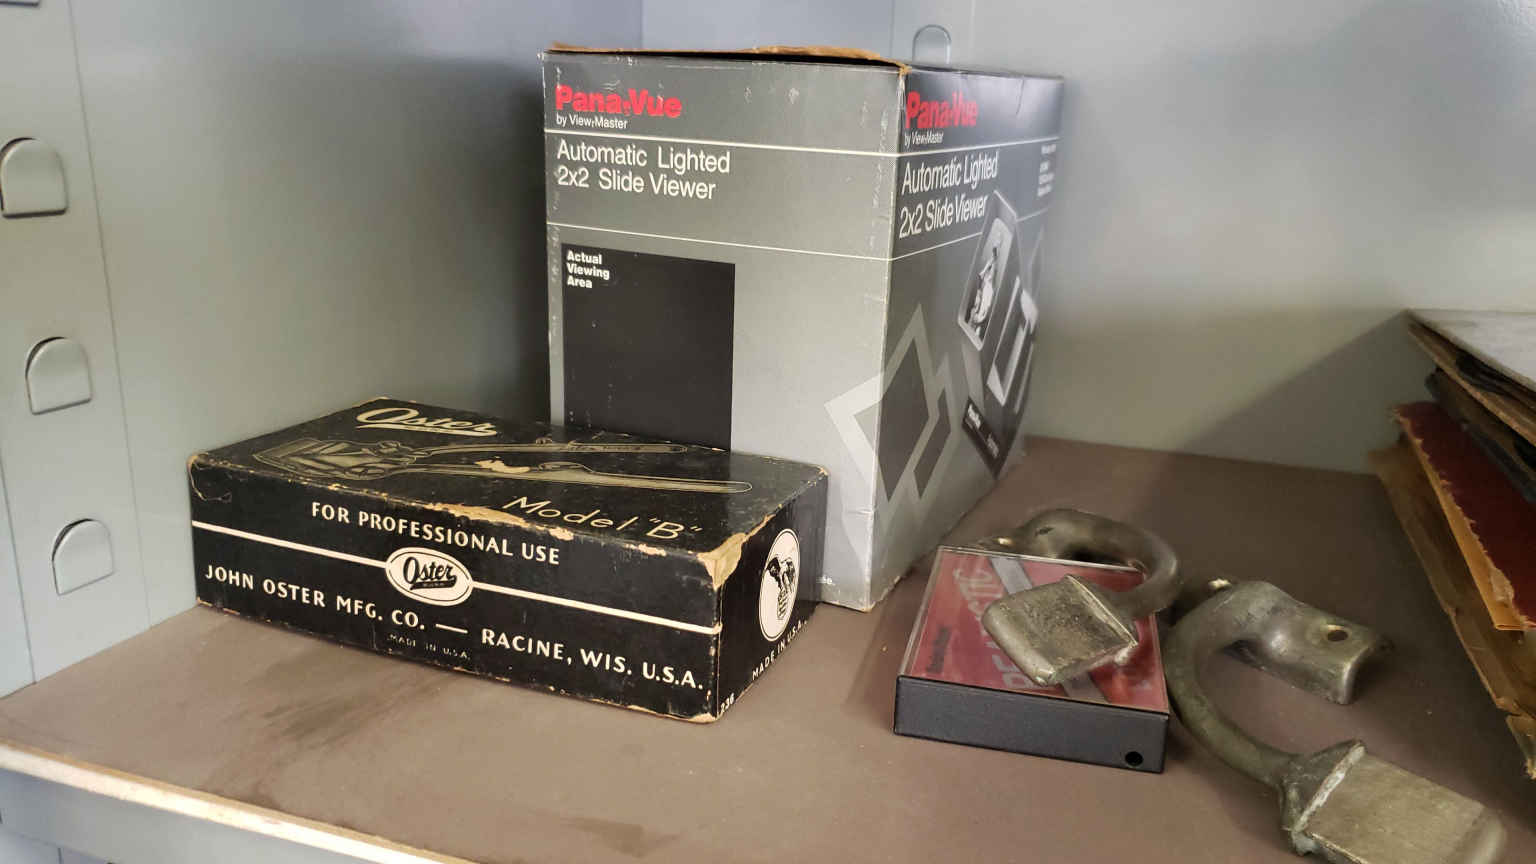 Pana-Vue
by View-Master
Automatic Lighted
2x2 Slide Viewer
Actual
Viewing
Area
Pana-Vue
by View-Master
Automatic Lighted
2x2 Slide Viewer
Oster
Model "B"
FOR PROFESSIONAL USE
Oster
JOHN OSTER MFG. CO. — RACINE, WIS. U.S.A.
MADE IN U.S.A.
MADE IN U.S.A.